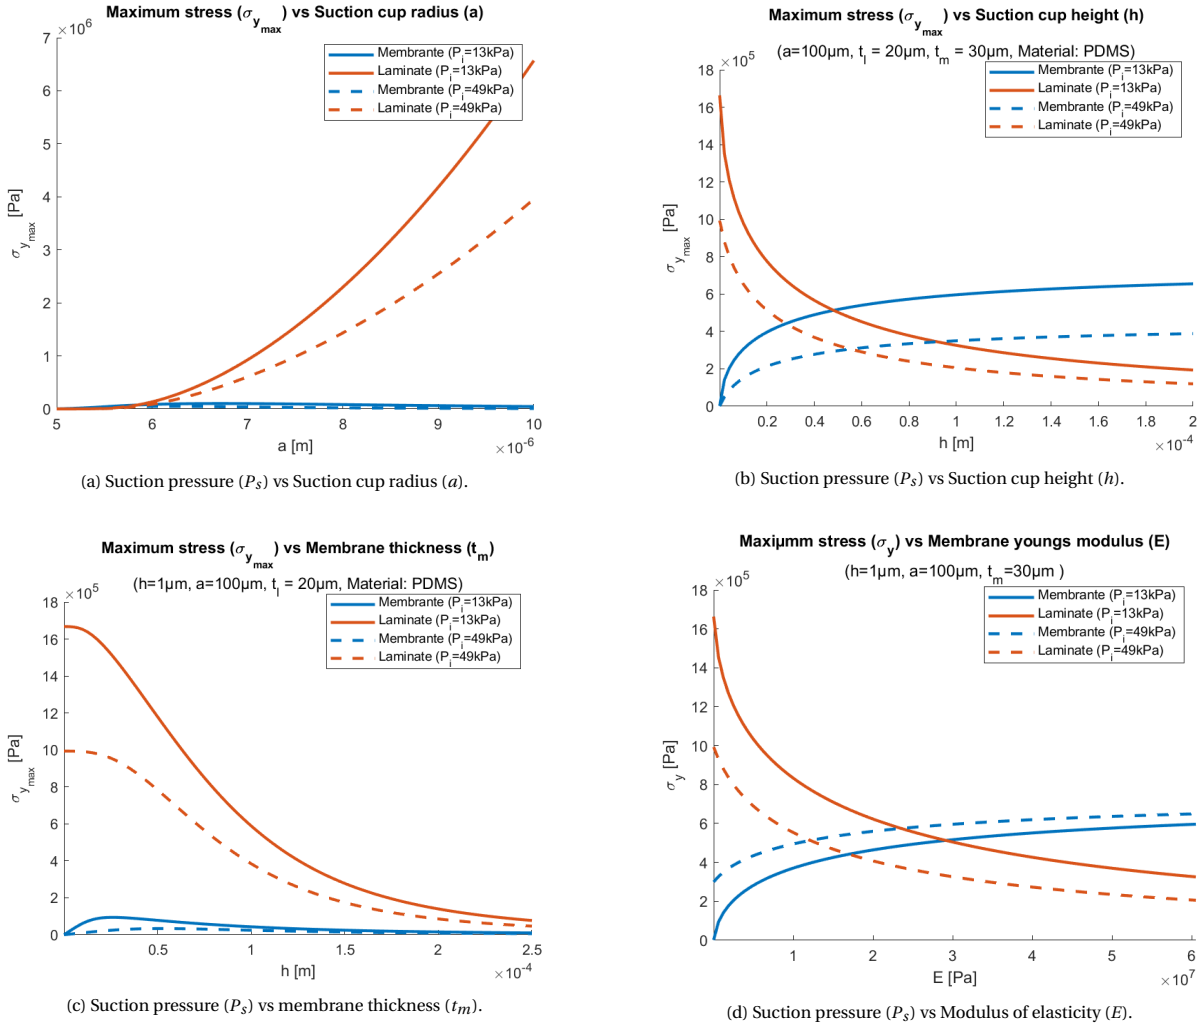 Maximum stress (σ_y_max) vs Suction cup radius (a)
×10^6
7
6
5
4
3
2
1
0
σ_y_max [Pa]
5
6
7
8
9
10
×10^-6
a [m]
Membrante (P_i=13kPa)
Laminate (P_i=13kPa)
Membrante (P_i=49kPa)
Laminate (P_i=49kPa)
(a) Suction pressure (P_s) vs Suction cup radius (a).
Maximum stress (σ_y_max) vs Suction cup height (h)
(a=100μm, t_l = 20μm, t_m = 30μm, Material: PDMS)
×10^5
18
16
14
12
10
8
6
4
2
0
σ_y_max [Pa]
0.2
0.4
0.6
0.8
1
1.2
1.4
1.6
1.8
2
×10^-4
h [m]
Membrante (P_i=13kPa)
Laminate (P_i=13kPa)
Membrante (P_i=49kPa)
Laminate (P_i=49kPa)
(b) Suction pressure (P_s) vs Suction cup height (h).
Maximum stress (σ_y_max) vs Membrane thickness (t_m)
(h=1μm, a=100μm, t_l = 20μm, Material: PDMS)
×10^5
18
16
14
12
10
8
6
4
2
0
σ_y_max [Pa]
0.5
1
1.5
2
2.5
×10^-4
h [m]
Membrante (P_i=13kPa)
Laminate (P_i=13kPa)
Membrante (P_i=49kPa)
Laminate (P_i=49kPa)
(c) Suction pressure (P_s) vs membrane thickness (t_m).
Maxiμmm stress (σ_y) vs Membrane youngs modulus (E)
(h=1μm, a=100μm, t_m=30μm )
×10^5
18
16
14
12
10
8
6
4
2
0
σ_y [Pa]
1
2
3
4
5
6
×10^7
E [Pa]
Membrante (P_i=13kPa)
Laminate (P_i=13kPa)
Membrante (P_i=49kPa)
Laminate (P_i=49kPa)
(d) Suction pressure (P_s) vs Modulus of elasticity (E).